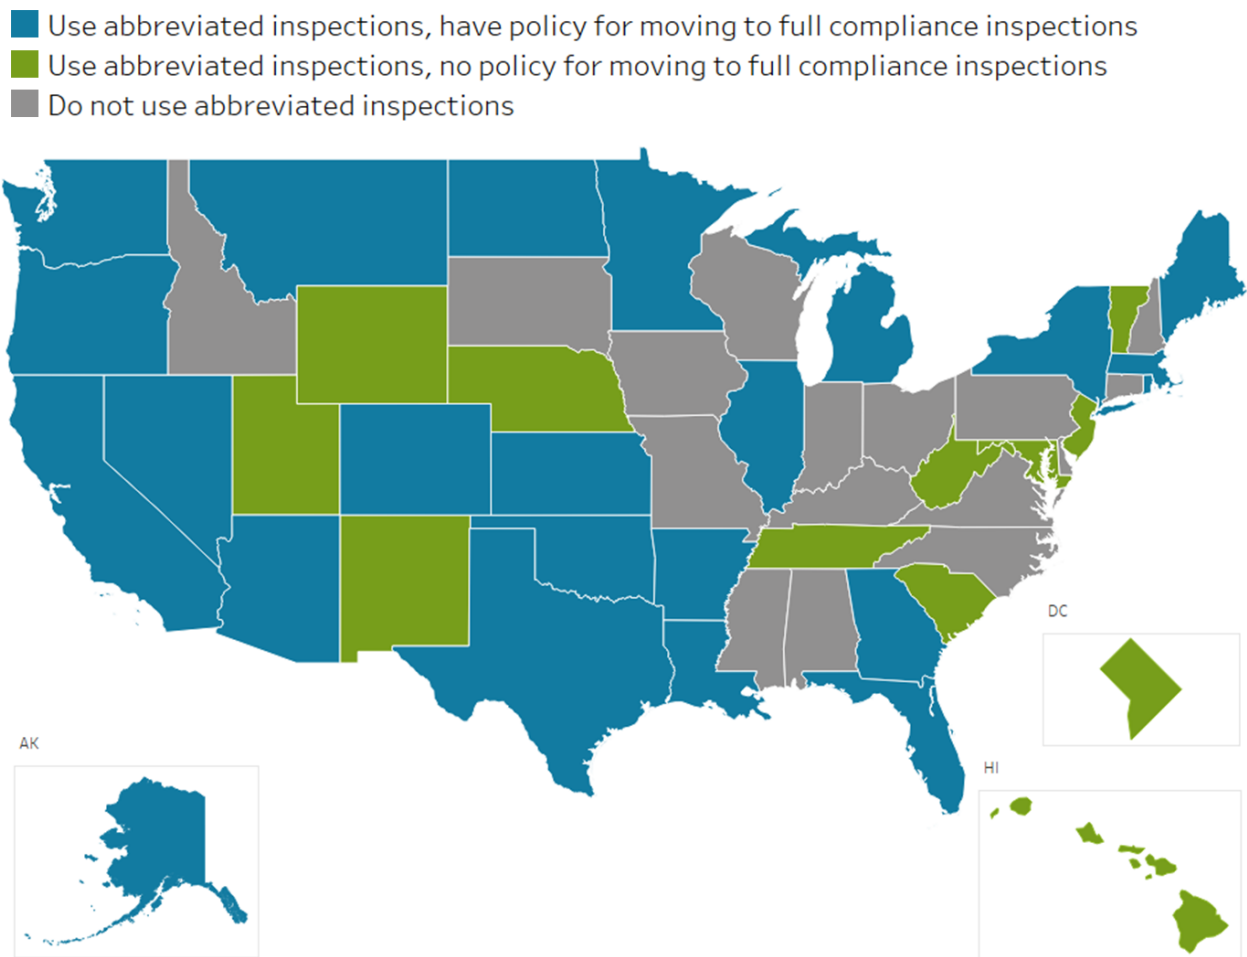 Use abbreviated inspections, have policy for moving to full compliance inspections
Use abbreviated inspections, no policy for moving to full compliance inspections
Do not use abbreviated inspections
DC
AK
HI